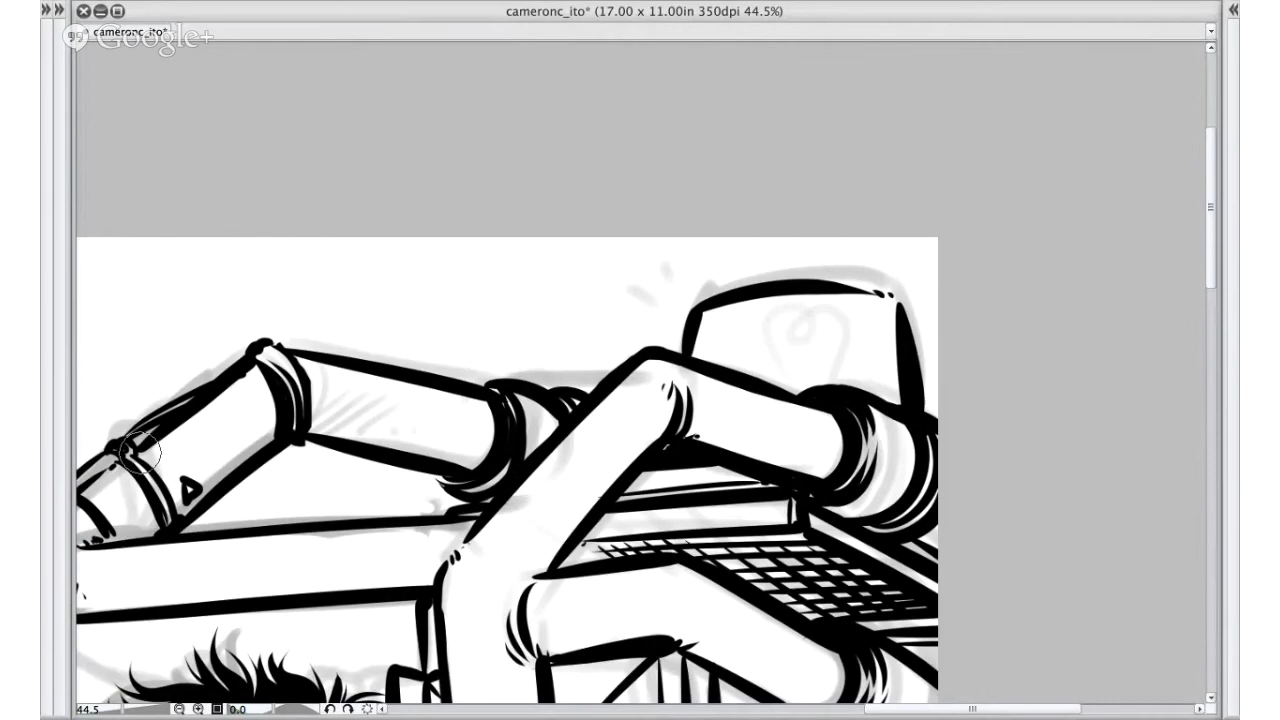 cameronc_ito* (17.00 x 11.00in 350dpi 44.5%)
cameronc_ito*
Google+
44.5
0.0